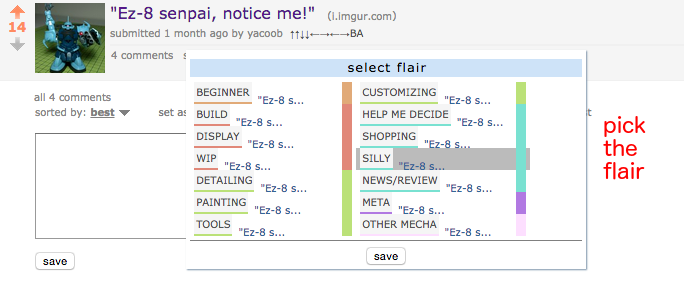 "Ez-8 senpai, notice me!" (i.imgur.com)
14
submitted 1 month ago by yacoob ↑↑↓↓←→←→BA
4 comments s
select flair
BEGINNER "Ez-8 s...
CUSTOMIZING "Ez-8 s...
all 4 comments
sorted by: best set as
st
BUILD "Ez-8 s...
HELP ME DECIDE "Ez-8 s...
DISPLAY "Ez-8 s...
SHOPPING "Ez-8 s...
WIP "Ez-8 s...
SILLY "Ez-8 s...
DETAILING "Ez-8 s...
NEWS/REVIEW "Ez-8 s...
PAINTING "Ez-8 s...
META "Ez-8 s...
TOOLS "Ez-8 s...
OTHER MECHA "Ez-8 s...
save
save
pick
the
flair